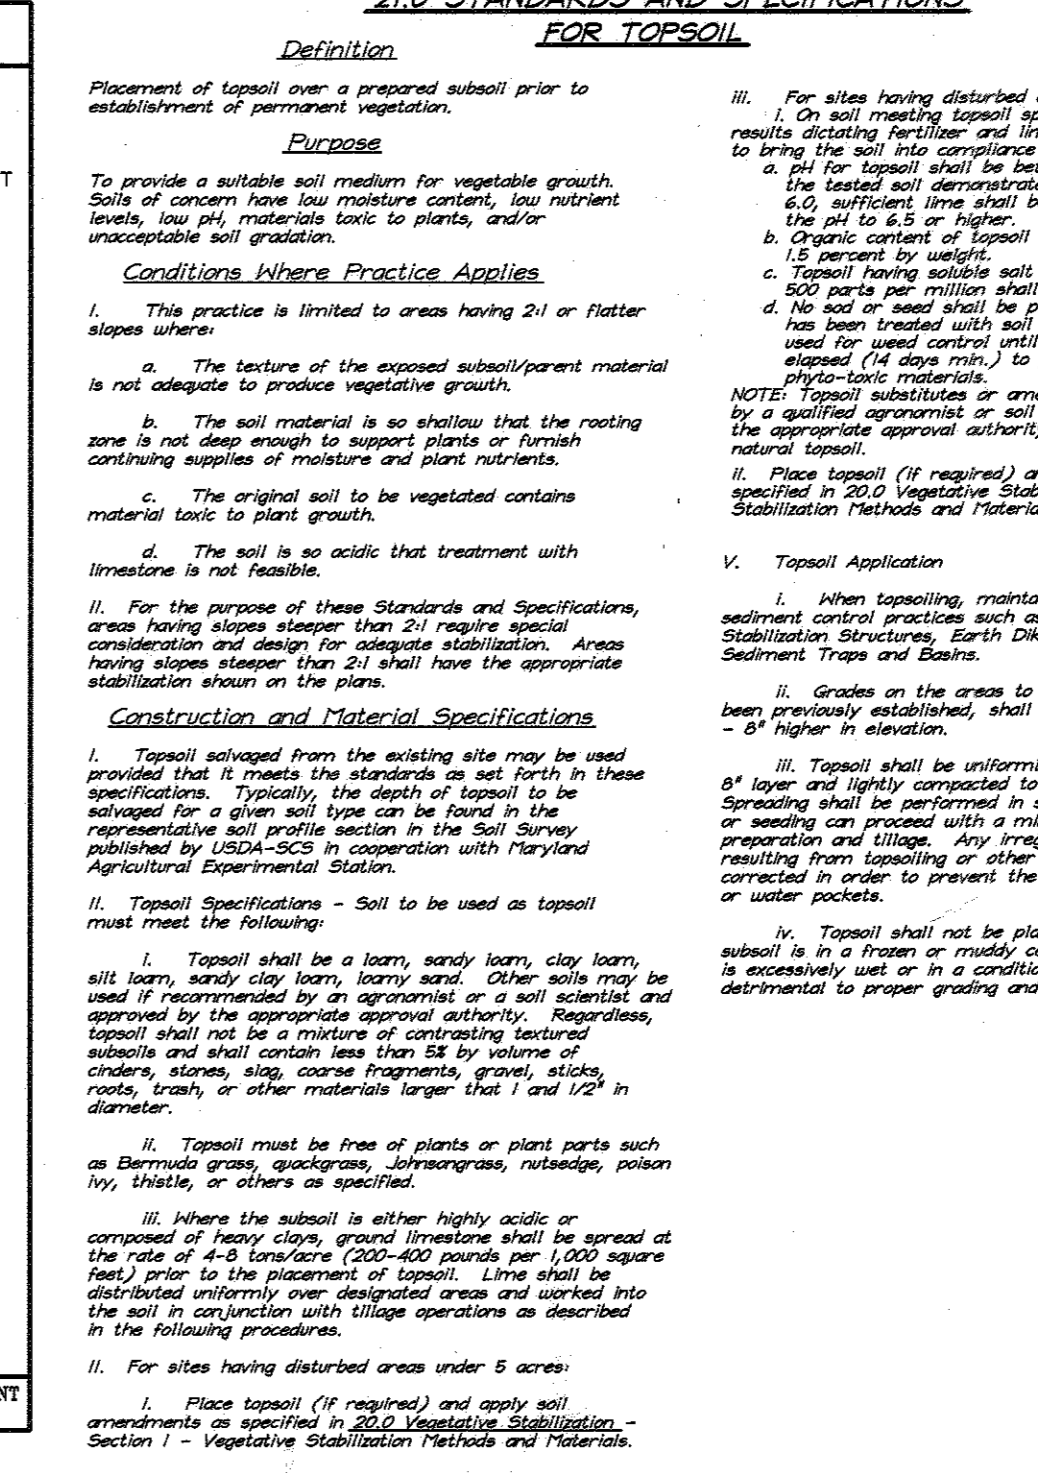 21.0 STANDARDS AND SPECIFICATIONS
FOR TOPSOIL
Definition
Placement of topsoil over a prepared subsoil prior to
establishment of permanent vegetation.
Purpose
To provide a suitable soil medium for vegetable growth.
Soils of concern have low moisture content, low nutrient
levels, low pH, materials toxic to plants, and/or
unacceptable soil gradation.
Conditions Where Practice Applies
I. This practice is limited to areas having 2:1 or flatter
slopes where:
a. The texture of the exposed subsoil/parent material
is not adequate to produce vegetative growth.
b. The soil material is so shallow that the rooting
zone is not deep enough to support plants or furnish
continuing supplies of moisture and plant nutrients.
c. The original soil to be vegetated contains
material toxic to plant growth.
d. The soil is so acidic that treatment with
limestone is not feasible.
II. For the purpose of these Standards and Specifications,
areas having slopes steeper than 2:1 require special
consideration and design for adequate stabilization. Areas
having slopes steeper than 2:1 shall have the appropriate
stabilization shown on the plans.
Construction and Material Specifications
I. Topsoil salvaged from the existing site may be used
provided that it meets the standards as set forth in these
specifications. Typically, the depth of topsoil to be
salvaged for a given soil type can be found in the
representative soil profile section in the Soil Survey
published by USDA-SCS in cooperation with Maryland
Agricultural Experimental Station.
II. Topsoil Specifications - Soil to be used as topsoil
must meet the following:
i. Topsoil shall be a loam, sandy loam, clay loam,
silt loam, sandy clay loam, loamy sand. Other soils may be
used if recommended by an agronomist or a soil scientist and
approved by the appropriate approval authority. Regardless,
topsoil shall not be a mixture of contrasting textured
subsoils and shall contain less than 5% by volume of
cinders, stones, slag, coarse fragments, gravel, sticks,
roots, trash, or other materials larger that 1 and 1/2" in
diameter.
ii. Topsoil must be free of plants or plant parts such
as Bermuda grass, quackgrass, Johnsongrass, nutsedge, poison
ivy, thistle, or others as specified.
iii. Where the subsoil is either highly acidic or
composed of heavy clays, ground limestone shall be spread at
the rate of 4-8 tons/acre (200-400 pounds per 1,000 square
feet) prior to the placement of topsoil. Lime shall be
distributed uniformly over designated areas and worked into
the soil in conjunction with tillage operations as described
in the following procedures.
II. For sites having disturbed areas under 5 acres:
i. Place topsoil (if required) and apply soil
amendments as specified in 20.0 Vegetative Stabilization -
Section I - Vegetative Stabilization Methods and Materials.
iii. For sites having disturbed
i. On soil meeting topsoil sp
results dictating fertilizer and lim
to bring the soil into compliance
a. pH for topsoil shall be bet
the tested soil demonstrate
6.0, sufficient lime shall b
the pH to 6.5 or higher.
b. Organic content of topsoil
1.5 percent by weight.
c. Topsoil having soluble salt
500 parts per million shall
d. No sod or seed shall be p
has been treated with soil
used for weed control until
elapsed (14 days min.) to
phyto-toxic materials.
NOTE: Topsoil substitutes or ame
by a qualified agronomist or soil
the appropriate approval authority
natural topsoil.
ii. Place topsoil (if required) an
specified in 20.0 Vegetative Stab
Stabilization Methods and Materia
V. Topsoil Application
i. When topsoiling, mainta
sediment control practices such as
Stabilization Structures, Earth Dik
Sediment Traps and Basins.
ii. Grades on the areas to
been previously established, shall
- 8" higher in elevation.
iii. Topsoil shall be uniforml
8" layer and lightly compacted to
Spreading shall be performed in s
or seeding can proceed with a mi
preparation and tillage. Any irreg
resulting from topsoiling or other
corrected in order to prevent the
or water pockets.
iv. Topsoil shall not be pla
subsoil is in a frozen or muddy co
is excessively wet or in a conditio
detrimental to proper grading and
T
NT